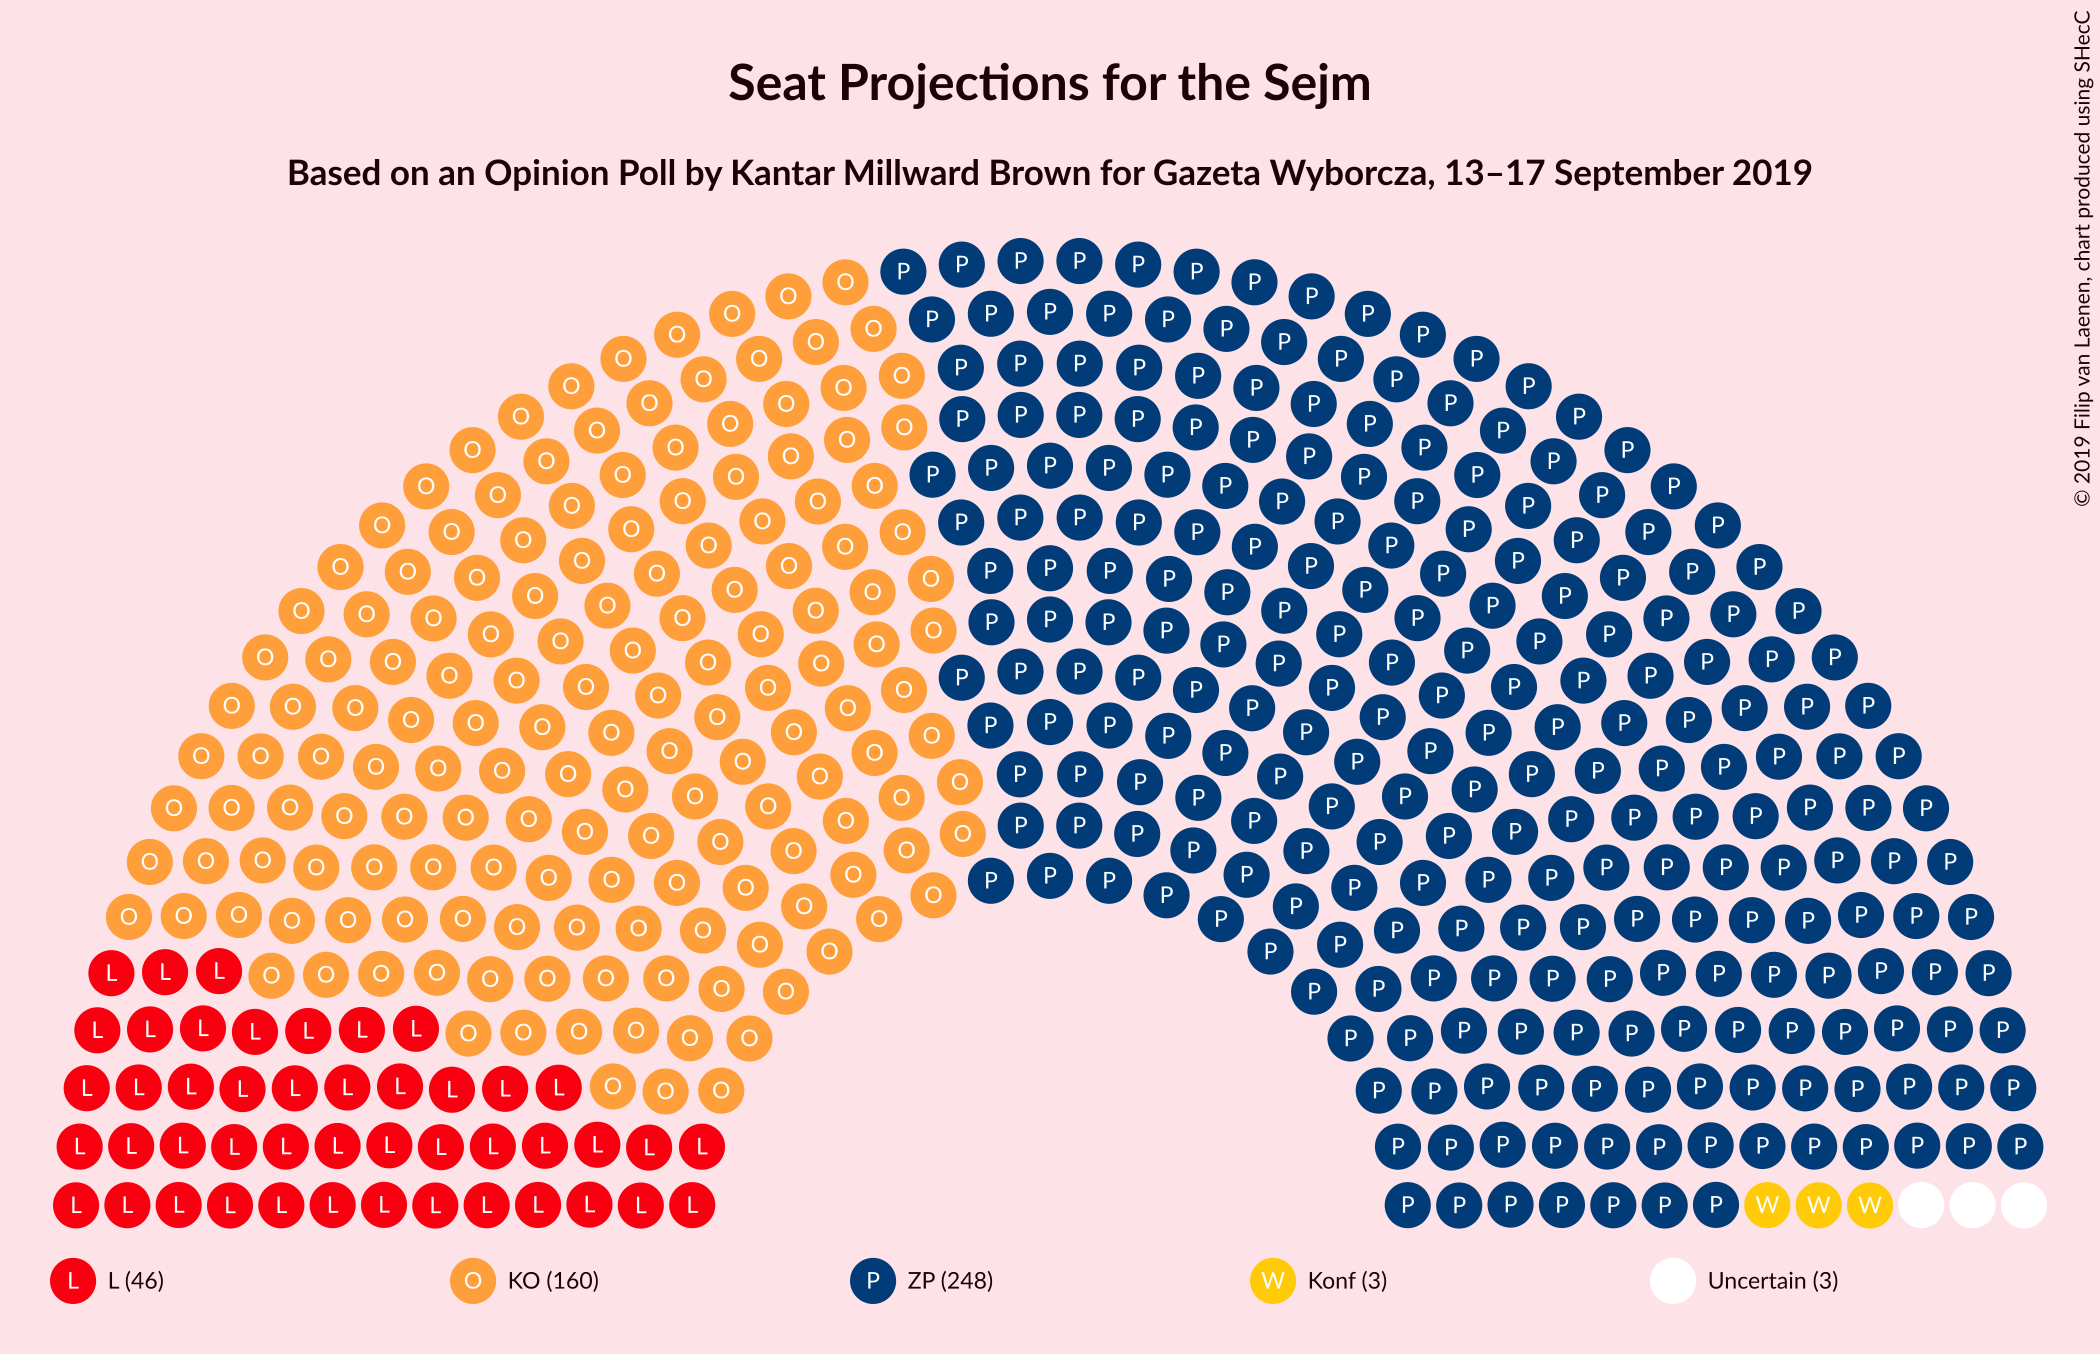 Seat Projections for the Sejm
Based on an Opinion Poll by Kantar Millward Brown for Gazeta Wyborcza, 13–17 September 2019
© 2019 Filip van Laenen, chart produced using SHecC
L L (46)
O KO (160)
P ZP (248)
W Konf (3)
Uncertain (3)